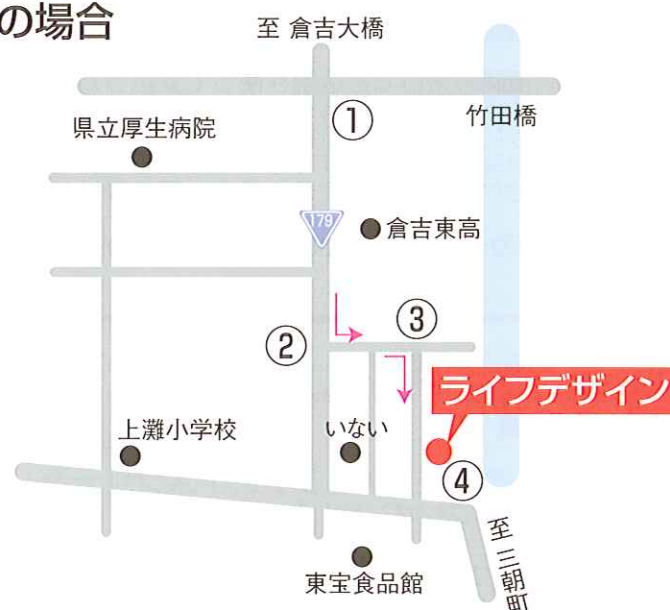 の場合
至 倉吉大橋
①
竹田橋
県立厚生病院
179
倉吉東高
③
②
ライフデザイン
上灘小学校
いない
④
至 三朝町
東宝食品館